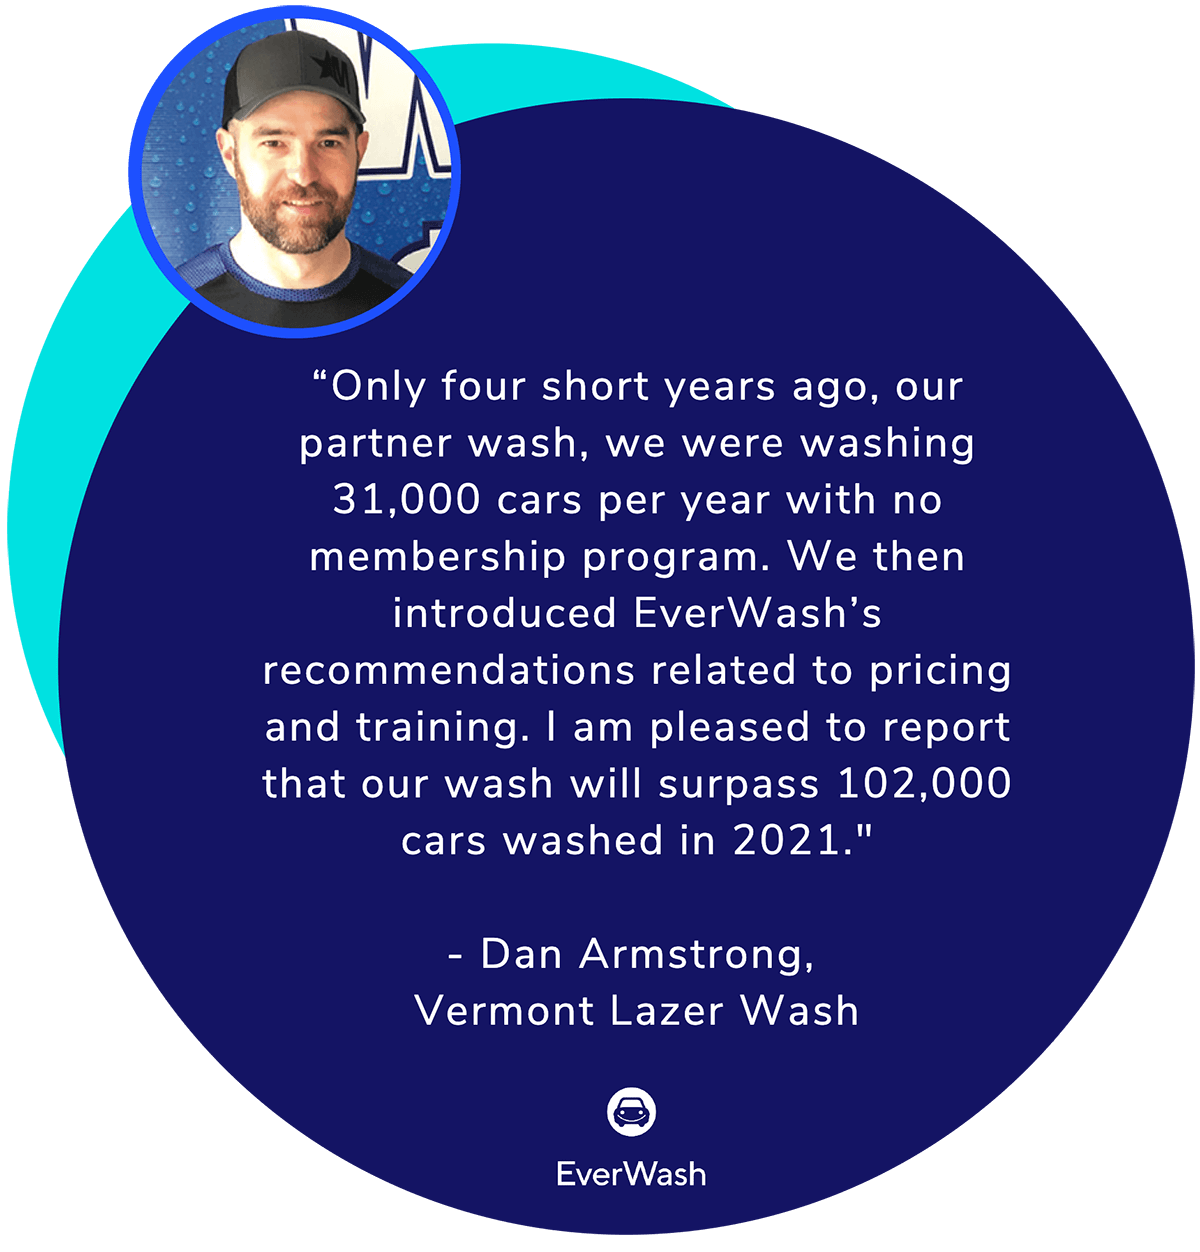 “Only four short years ago, our
partner wash, we were washing
31,000 cars per year with no
membership program. We then
introduced EverWash’s
recommendations related to pricing
and training. I am pleased to report
that our wash will surpass 102,000
cars washed in 2021."
- Dan Armstrong,
Vermont Lazer Wash
EverWash